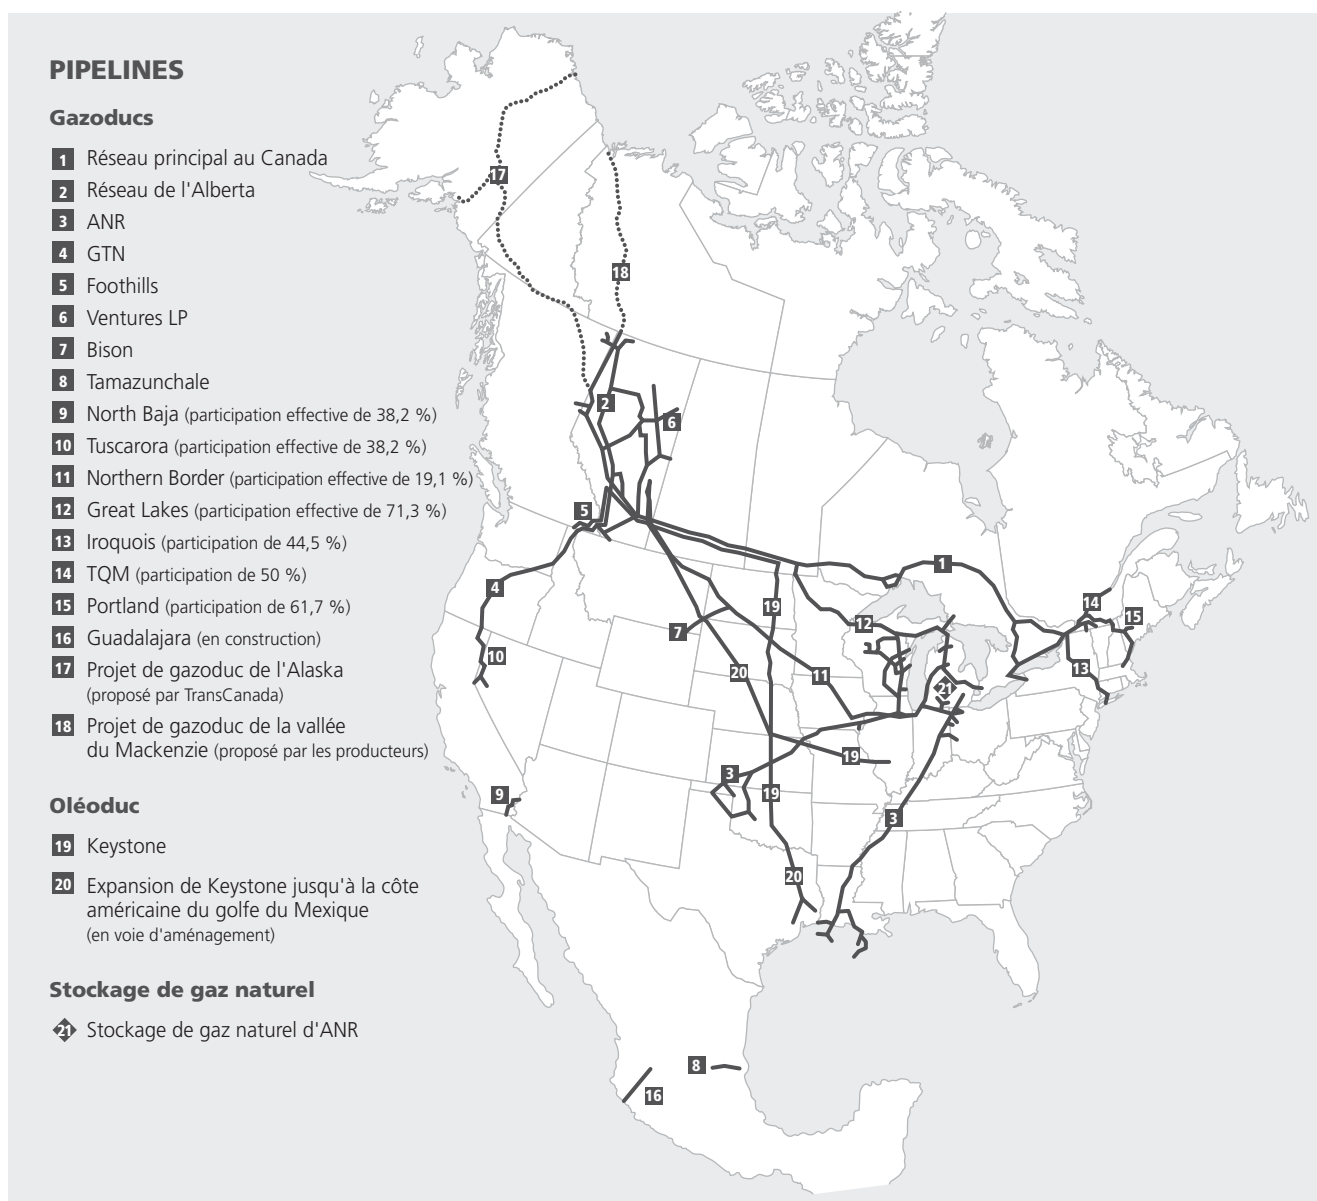 PIPELINES
Gazoducs
1 Réseau principal au Canada
2 Réseau de l'Alberta
3 ANR
4 GTN
5 Foothills
6 Ventures LP
7 Bison
8 Tamazunchale
9 North Baja (participation effective de 38,2 %)
10 Tuscarora (participation effective de 38,2 %)
11 Northern Border (participation effective de 19,1 %)
12 Great Lakes (participation effective de 71,3 %)
13 Iroquois (participation de 44,5 %)
14 TQM (participation de 50 %)
15 Portland (participation de 61,7 %)
16 Guadalajara (en construction)
17 Projet de gazoduc de l'Alaska
(proposé par TransCanada)
18 Projet de gazoduc de la vallée
du Mackenzie (proposé par les producteurs)
Oléoduc
19 Keystone
20 Expansion de Keystone jusqu'à la côte
américaine du golfe du Mexique
(en voie d'aménagement)
Stockage de gaz naturel
21 Stockage de gaz naturel d'ANR
17
18
2
6
5
1
4
19
14
15
12
7
10
13
20
11
21
19
3
9
19
3
20
8
16